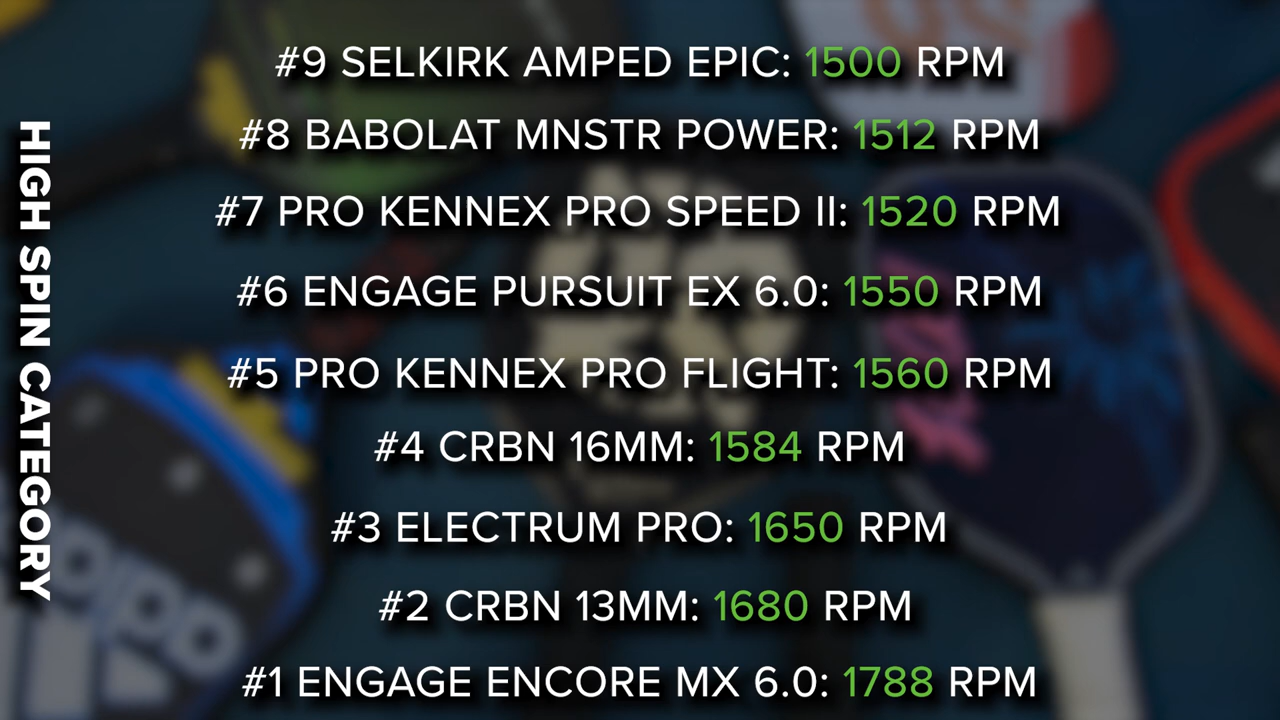 #9 SELKIRK AMPED EPIC: 1500 RPM
#8 BABOLAT MNSTR POWER: 1512 RPM
#7 PRO KENNEX PRO SPEED II: 1520 RPM
#6 ENGAGE PURSUIT EX 6.0: 1550 RPM
#5 PRO KENNEX PRO FLIGHT: 1560 RPM
#4 CRBN 16MM: 1584 RPM
#3 ELECTRUM PRO: 1650 RPM
#2 CRBN 13MM: 1680 RPM
#1 ENGAGE ENCORE MX 6.0: 1788 RPM
HIGH SPIN CATEGORY
adidas